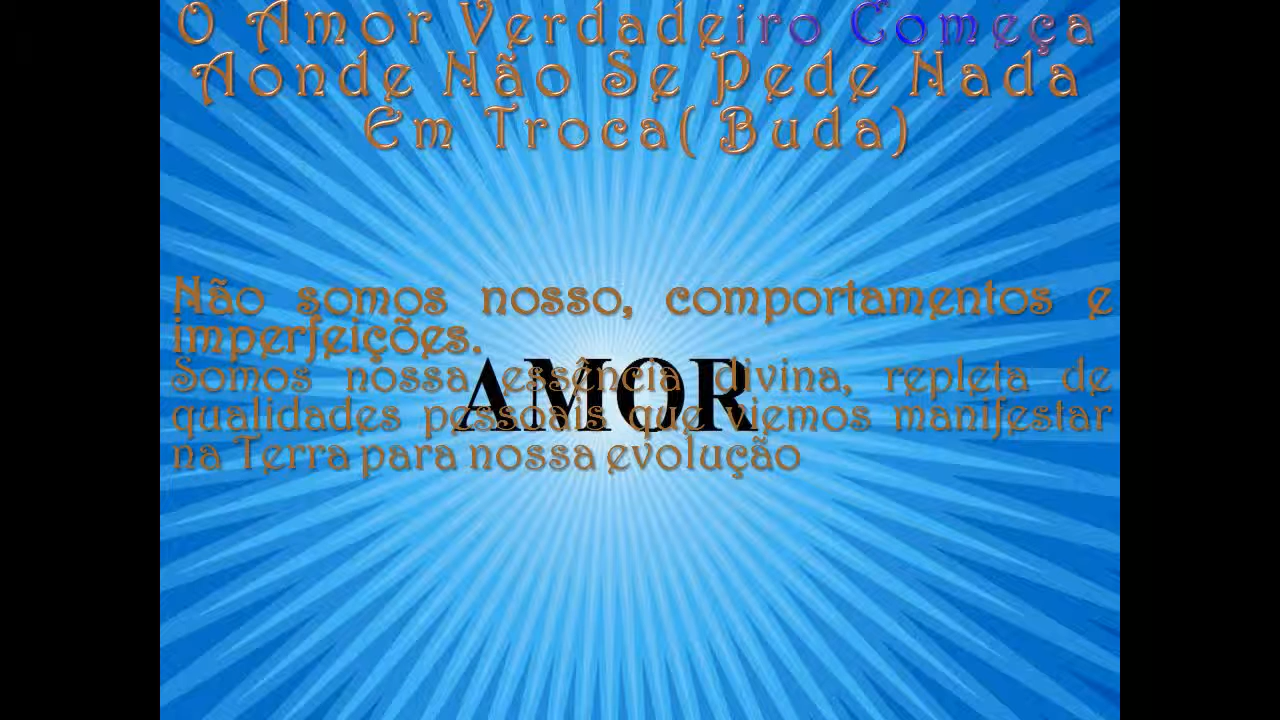 O Amor Verdadeiro Começa
Aonde Não Se Pede Nada
Em Troca( Buda)
Não somos nosso, comportamentos e
imperfeições.
AMOR
Somos nossa essência divina, repleta de
qualidades pessoais que viemos manifestar
na Terra para nossa evolução